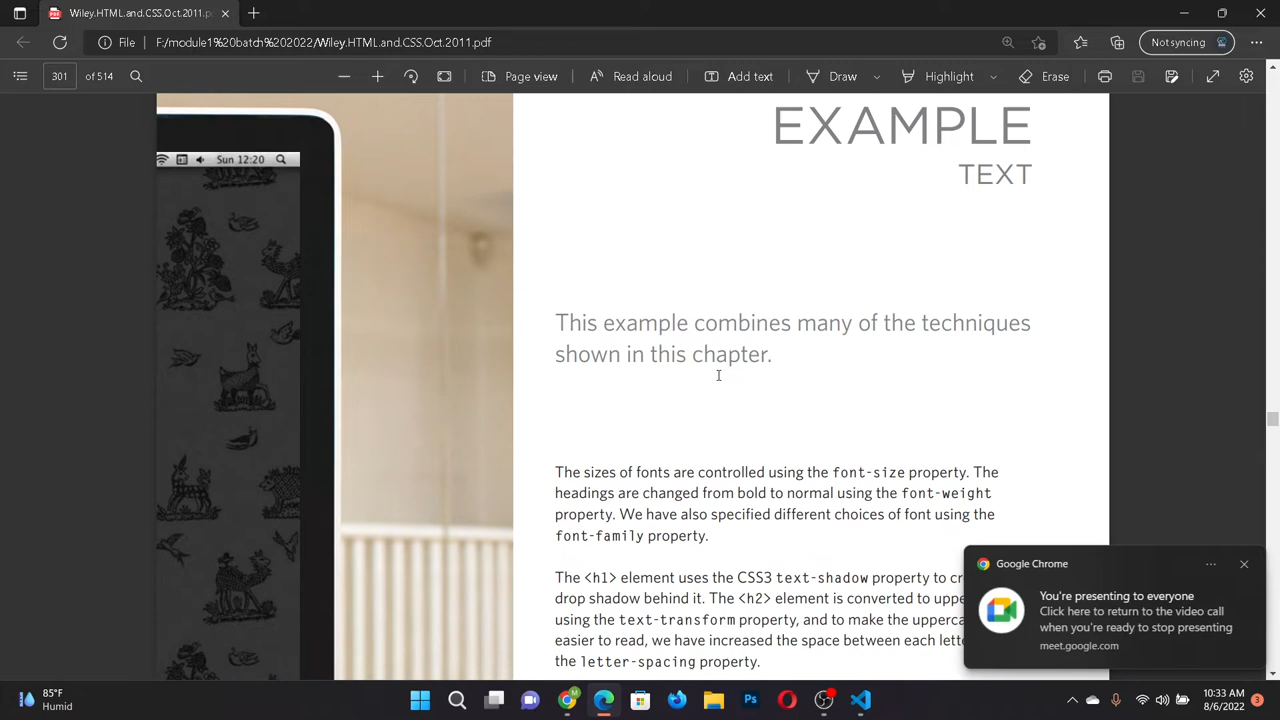 Wiley.HTML.and.CSS.Oct.2011.pdf
File
F:/module1%20batch%202022/Wiley.HTML.and.CSS.Oct.2011.pdf
Not syncing
301 of 514
Page view
Read aloud
Add text
Draw
Highlight
Erase
Sun 12:20
EXAMPLE
TEXT
This example combines many of the techniques
shown in this chapter.
The sizes of fonts are controlled using the font-size property. The
headings are changed from bold to normal using the font-weight
property. We have also specified different choices of font using the
font-family property.
The <h1> element uses the CSS3 text-shadow property to cr
drop shadow behind it. The <h2> element is converted to uppe
using the text-transform property, and to make the upperca
easier to read, we have increased the space between each lette
the letter-spacing property.
Google Chrome
You're presenting to everyone
Click here to return to the video call
when you're ready to stop presenting
meet.google.com
85°F
Humid
10:33 AM
8/6/2022
3